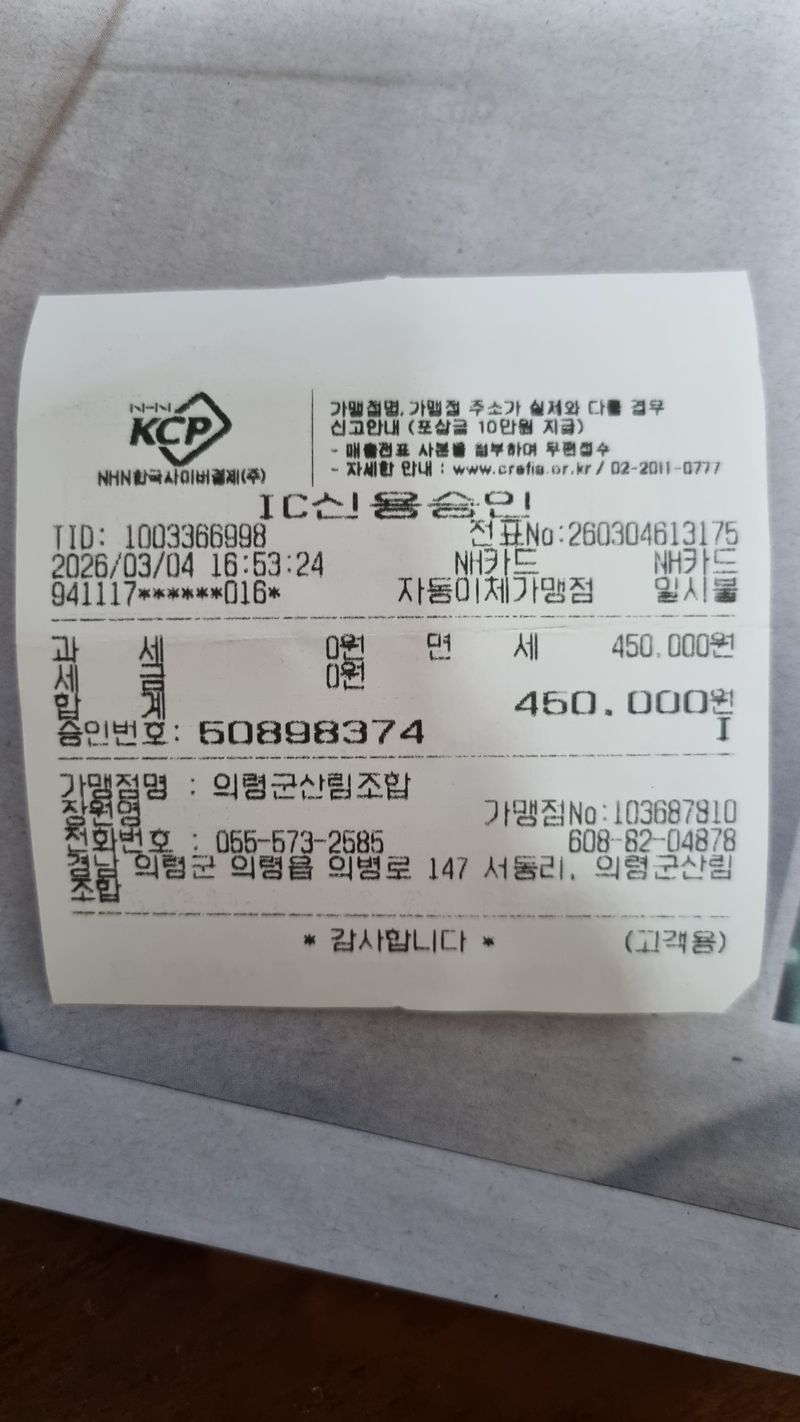 NHN
KCP
NHN한국사이버결제(주)
가맹점명, 가맹점 주소가 실제와 다를 경우
신고안내 (포상금 10만원 지급)
- 매출전표 사본을 첨부하여 우편접수
- 자세한 안내 : www.crefia.or.kr / 02-2011-0777
IC신용승인
TID: 1003366998 전표No:260304613175
2026/03/04 16:53:24 NH카드 NH카드
941117******016* 자동이체가맹점 일시불
과 세 0원 면 세 450,000원
세 금 0원
합 계 450,000원
승인번호: 50898374 I
가맹점명 : 의령군산림조합
장원영 가맹점No:103687810
전화번호 : 055-573-2585 608-82-04878
경남 의령군 의령읍 의병로 147 서동리, 의령군산림
조합
* 감사합니다 * (고객용)